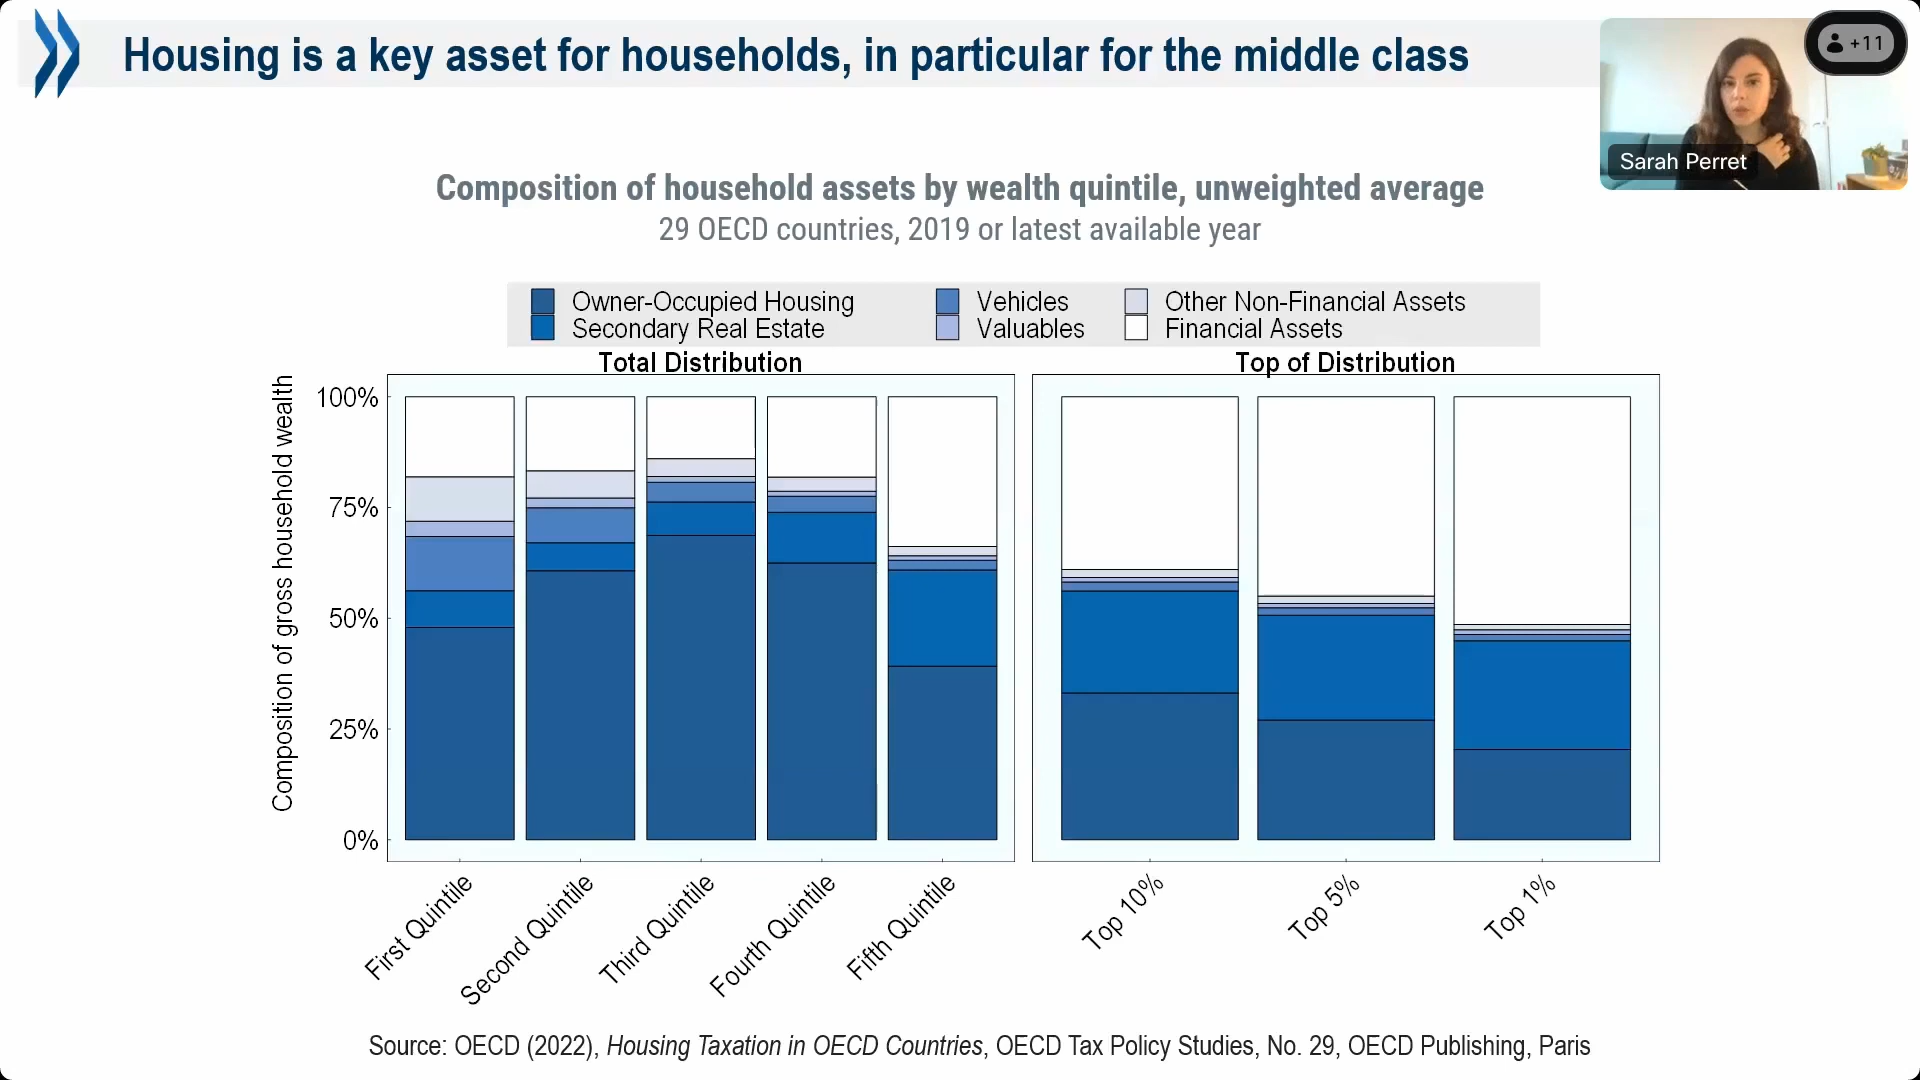 Housing is a key asset for households, in particular for the middle class
+11
Sarah Perret
Composition of household assets by wealth quintile, unweighted average
29 OECD countries, 2019 or latest available year
Owner-Occupied Housing
Secondary Real Estate
Vehicles
Valuables
Other Non-Financial Assets
Financial Assets
Total Distribution
Top of Distribution
Composition of gross household wealth
100%
75%
50%
25%
0%
First Quintile
Second Quintile
Third Quintile
Fourth Quintile
Fifth Quintile
Top 10%
Top 5%
Top 1%
Source: OECD (2022), Housing Taxation in OECD Countries, OECD Tax Policy Studies, No. 29, OECD Publishing, Paris